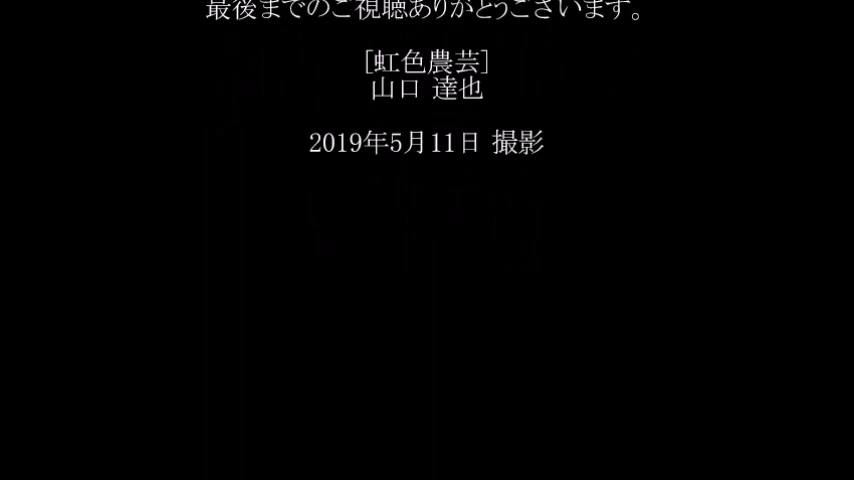 最後までのご視聴ありがとうございます。
[虹色農芸]
山口 達也
2019年5月11日 撮影